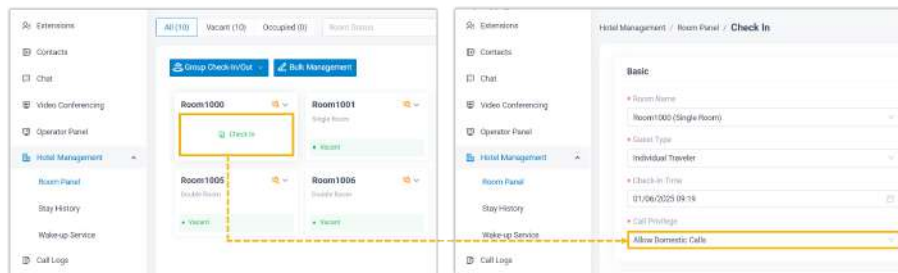 Extensions
Contacts
Chat
Video Conferencing
Operator Panel
Hotel Management
Room Panel
Stay History
Wake-up Service
Call Logs
All (10) Vacant (10) Occupied (0) Room Status
Group Check-In/Out Bulk Management
Room1000
Check In
Room1001
Single Room
Vacant
Room1005
Double Room
Vacant
Room1006
Double Room
Vacant
Extensions
Contacts
Chat
Video Conferencing
Operator Panel
Hotel Management
Room Panel
Stay History
Wake-up Service
Call Logs
Hotel Management / Room Panel / Check In
Basic
* Room Name
Room1000 (Single Room)
* Guest Type
Individual Traveler
* Check-in Time
01/06/2025 09:19
* Call Privilege
Allow Domestic Calls